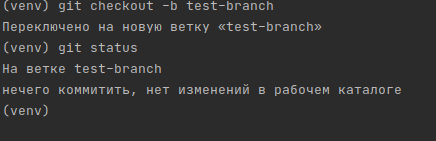 (venv) git checkout -b test-branch
Переключено на новую ветку «test-branch»
(venv) git status
На ветке test-branch
нечего коммитить, нет изменений в рабочем каталоге
(venv)